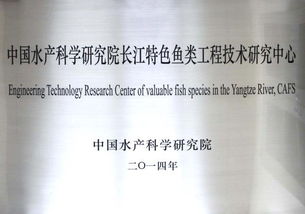 中国水产科学研究院长江特色鱼类工程技术研究中心
Engineering Technology Research Center of valuable fish species in the Yangtze River, CAFS
中国水产科学研究院
二〇一四年